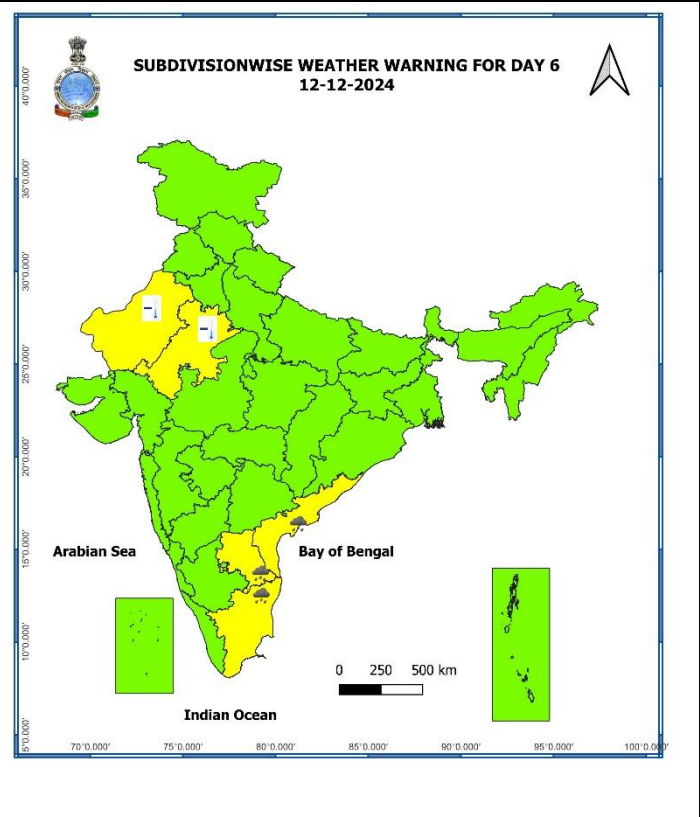 SUBDIVISIONWISE WEATHER WARNING FOR DAY 6
12-12-2024
40°0.000'
35°0.000'
30°0.000'
25°0.000'
20°0.000'
15°0.000'
10°0.000'
5°0.000'
Arabian Sea
Bay of Bengal
0 250 500 km
Indian Ocean
70°0.000' 75°0.000' 80°0.000' 85°0.000' 90°0.000' 95°0.000' 100°0.000'